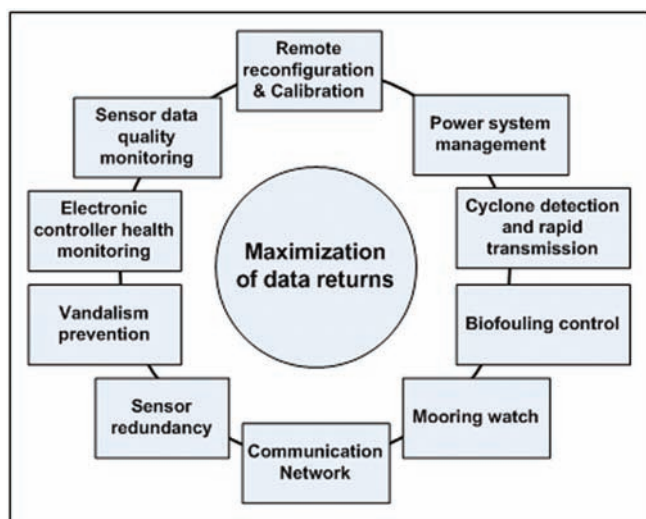 Remote
reconfiguration
& Calibration
Power system
management
Cyclone detection
and rapid
transmission
Biofouling control
Mooring watch
Communication
Network
Sensor
redundancy
Vandalism
prevention
Electronic
controller health
monitoring
Sensor data
quality
monitoring
Maximization
of data returns